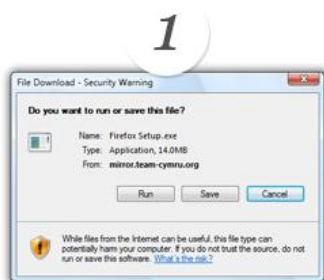 1
File Download - Security Warning
Do you want to run or save this file?
Name: Firefox Setup.exe
Type: Application, 14.0MB
From: mirror.team-cymru.org
Run Save Cancel
While files from the Internet can be useful, this file type can
potentially harm your computer. If you do not trust the source, do not
run or save this software. What's the risk?